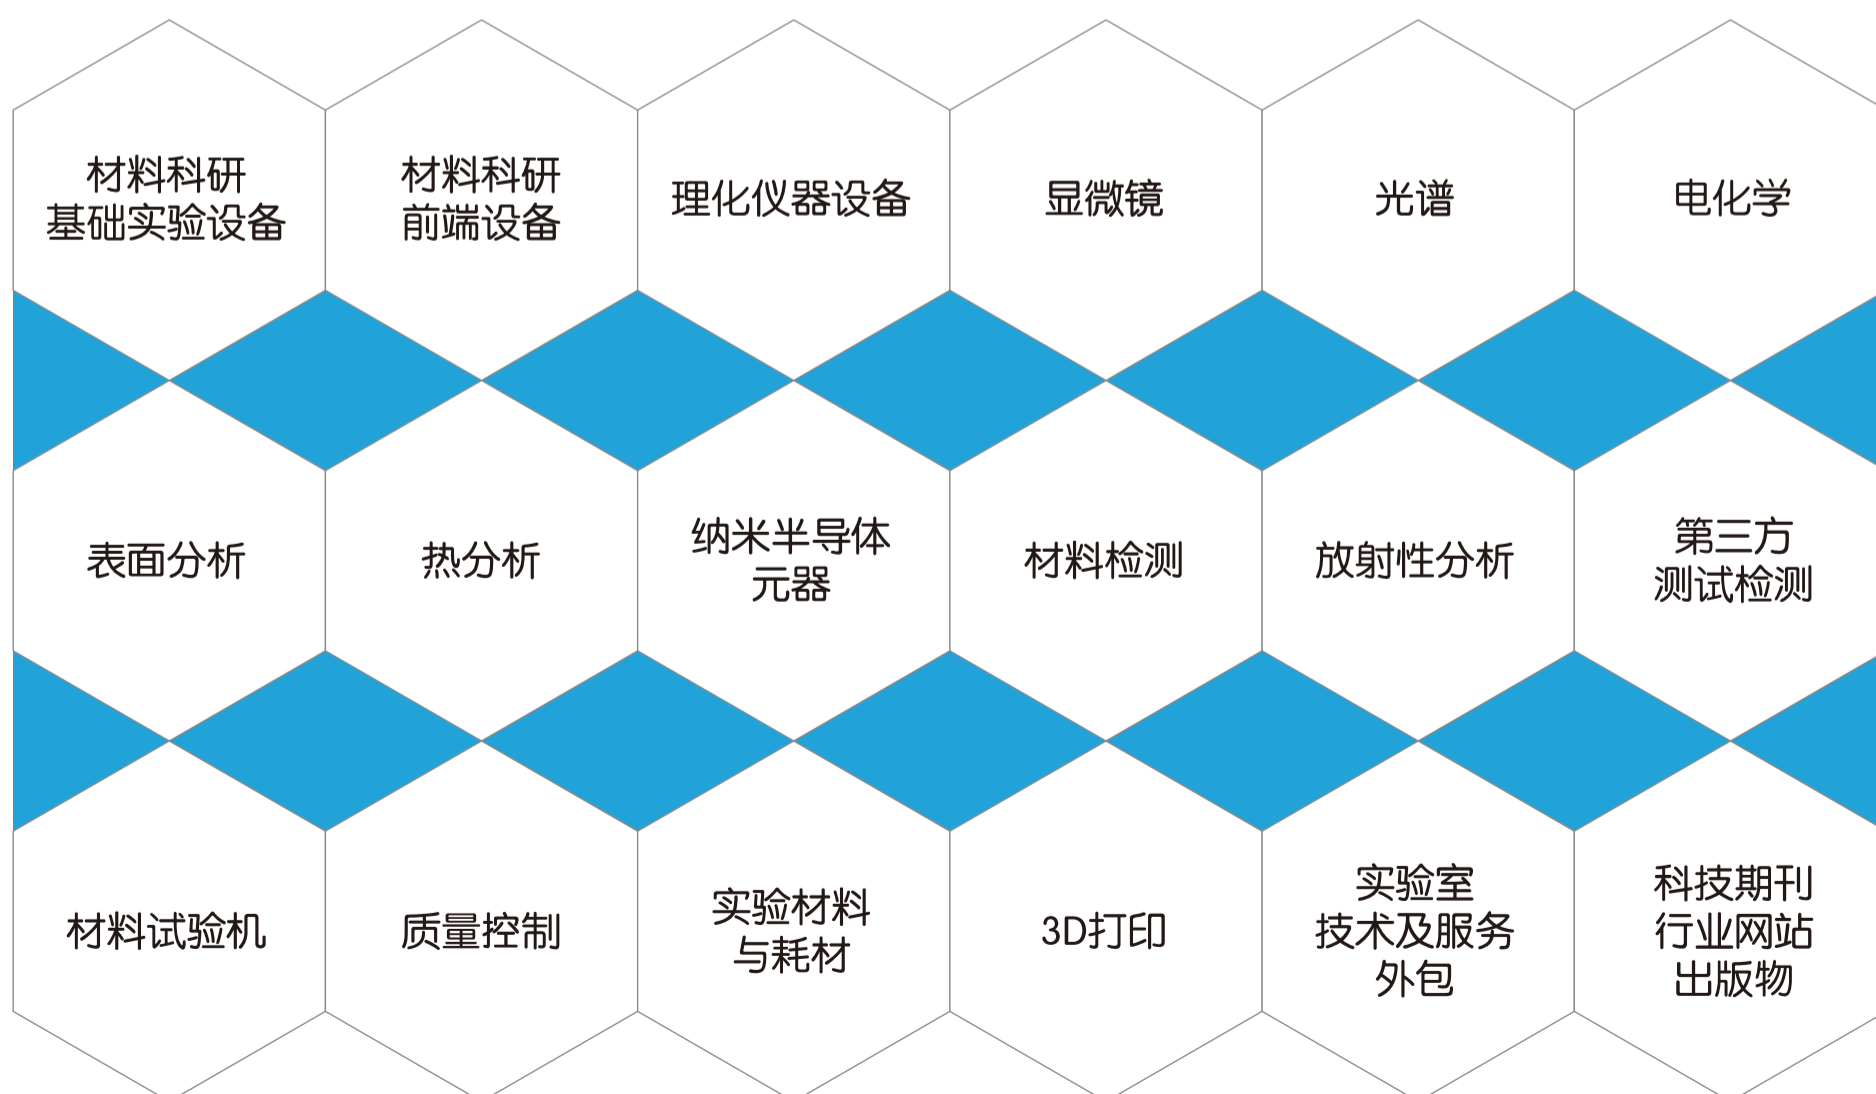 材料科研
基础实验设备
材料科研
前端设备
理化仪器设备
显微镜
光谱
电化学
表面分析
热分析
纳米半导体
元器
材料检测
放射性分析
第三方
测试检测
材料试验机
质量控制
实验材料
与耗材
3D打印
实验室
技术及服务
外包
科技期刊
行业网站
出版物